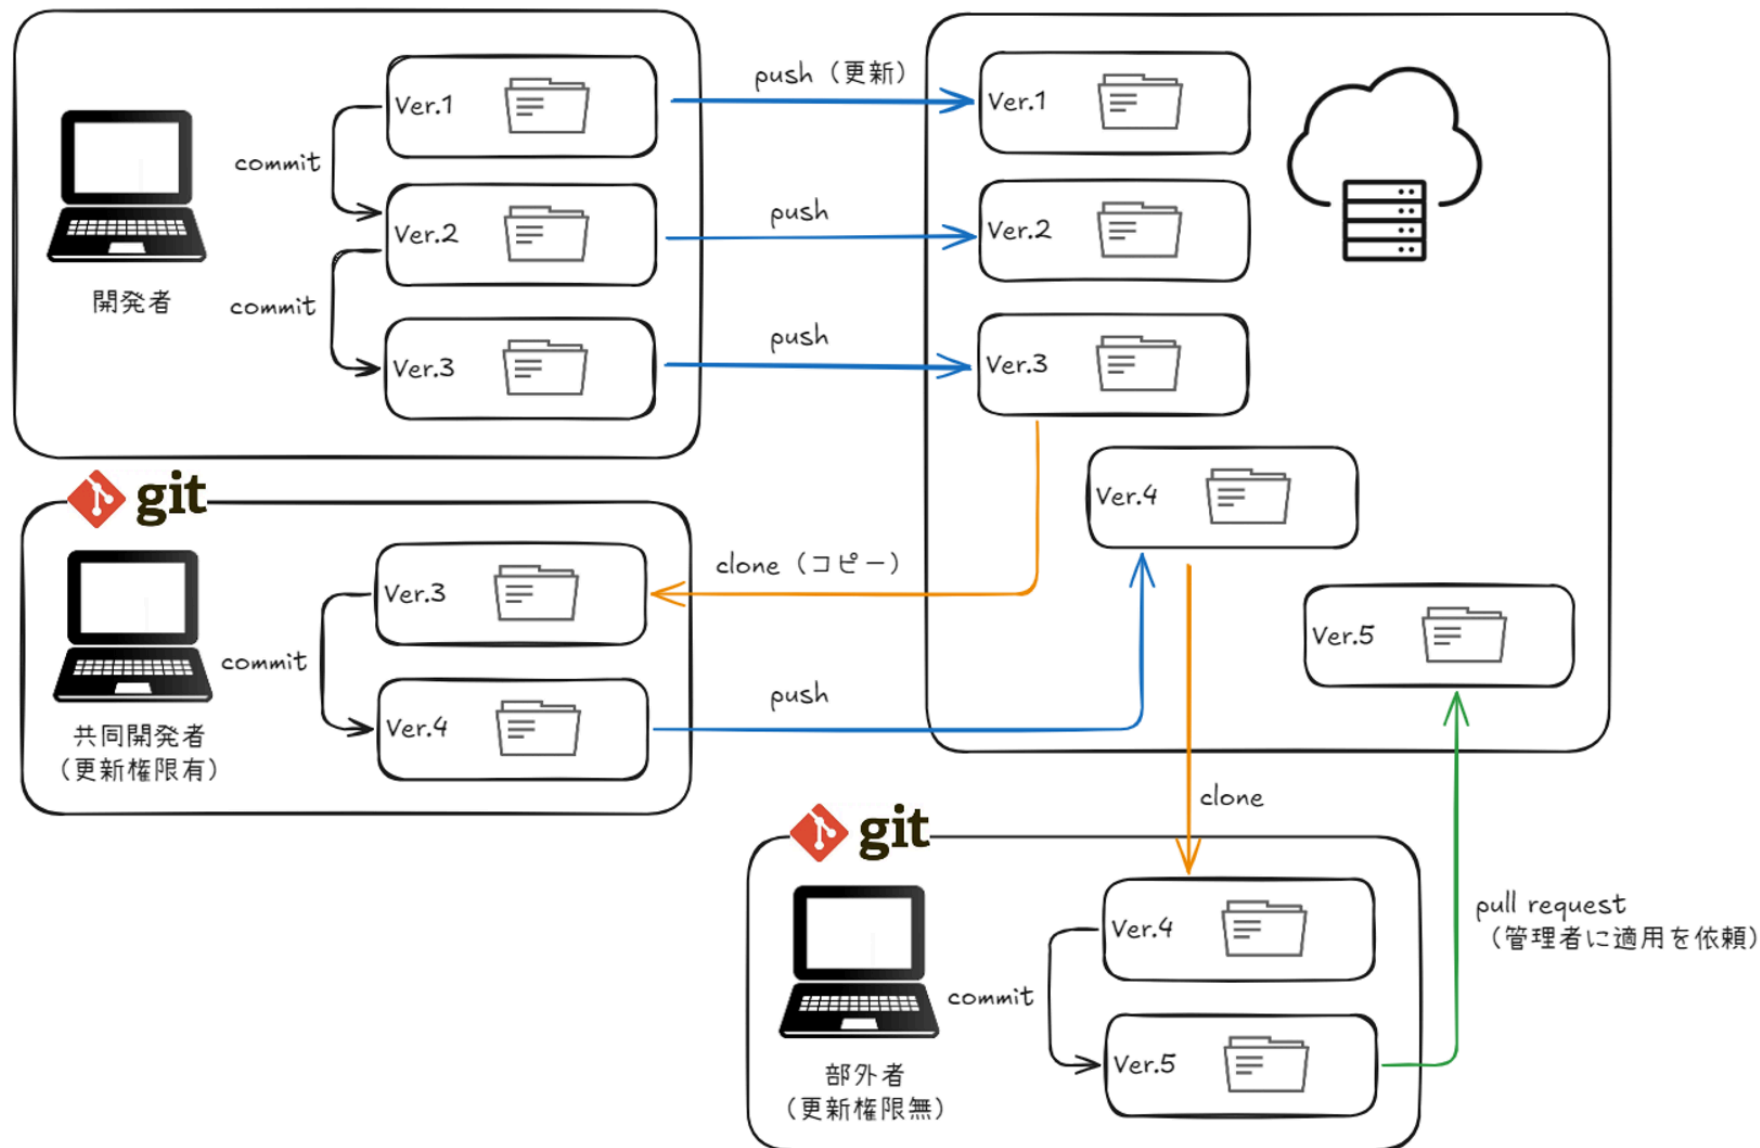 push（更新）
Ver.1
Ver.1
commit
push
Ver.2
Ver.2
開発者
commit
push
Ver.3
Ver.3
git
Ver.4
clone（コピー）
Ver.3
Ver.5
commit
push
Ver.4
共同開発者
（更新権限有）
clone
git
pull request
（管理者に適用を依頼）
Ver.4
commit
Ver.5
部外者
（更新権限無）